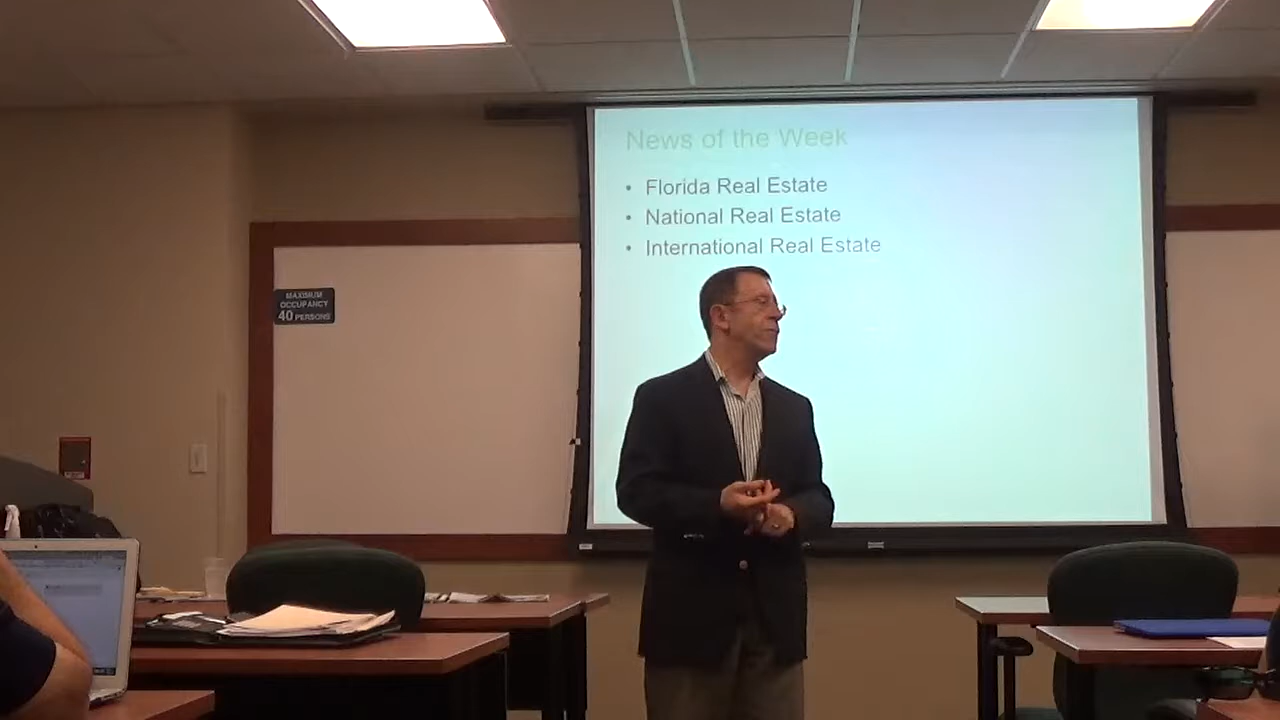 News of the Week
• Florida Real Estate
• National Real Estate
• International Real Estate
MAXIMUM
OCCUPANCY
40 PERSONS